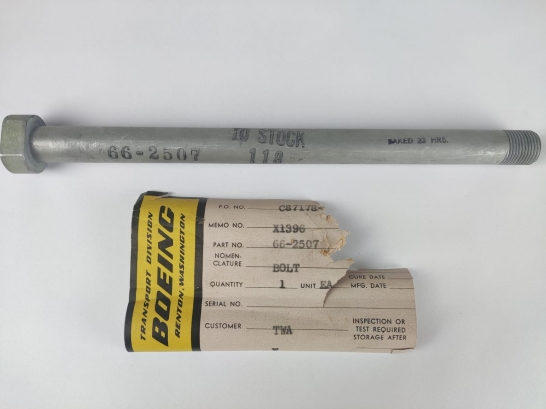 TO STOCK
66-2507
118
BAKED 23 HRS.
TRANSPORT DIVISION
BOEING
RENTON, WASHINGTON
P.O. NO. C87178-
MEMO NO. X1396
PART NO. 66-2507
NOMEN-
CLATURE BOLT
QUANTITY 1 UNIT EA
SERIAL NO.
CUSTOMER TWA
CURE DATE
MFG. DATE
INSPECTION OR
TEST REQUIRED
STORAGE AFTER